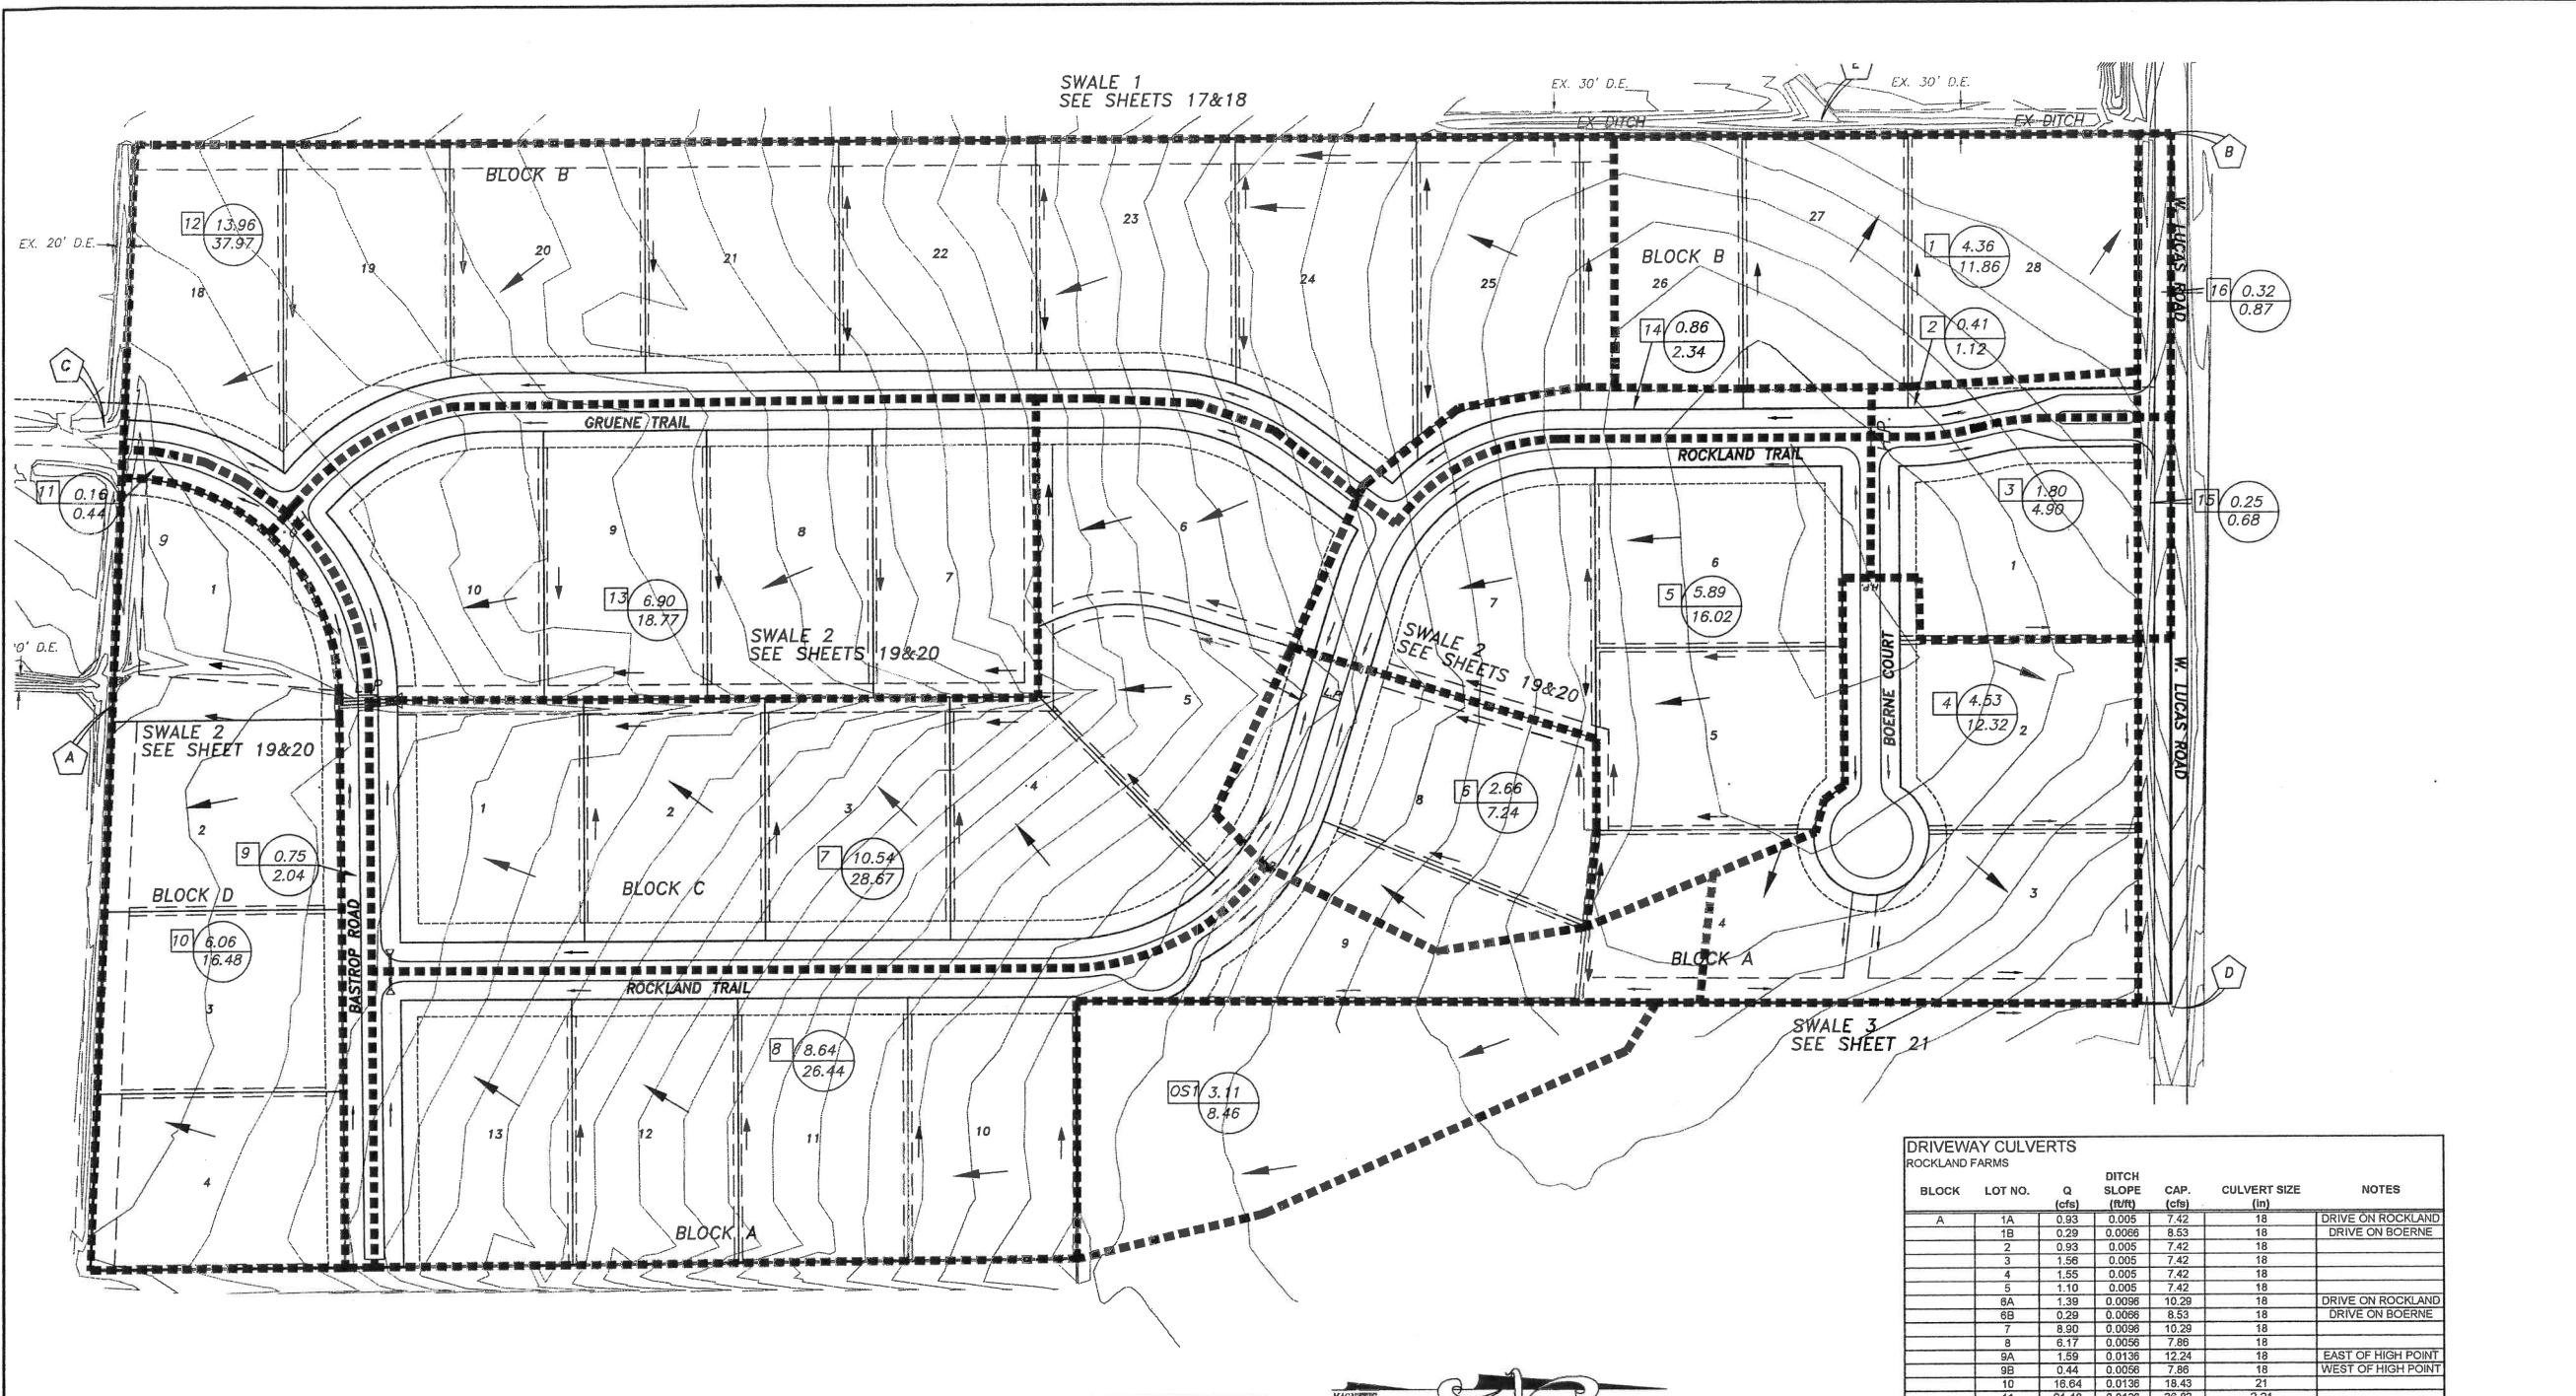 SWALE 1
SEE SHEETS 17&18
EX. 30' D.E.
EX. 30' D.E.
E
EX DITCH
EX DITCH
B
BLOCK B
12 13.96
37.97
EX. 20' D.E.
18
19
20
21
22
23
24
25
BLOCK B
26
27
28
1 4.36
11.86
W. LUCAS ROAD
16 0.32
0.87
14 0.86
2.34
2 0.41
1.12
C
GRUENE TRAIL
ROCKLAND TRAIL
11 0.16
0.44
9
1
10
9
8
7
6
13 6.90
18.77
SWALE 2
SEE SHEETS 19&20
7
6
5 5.89
16.02
3 1.80
4.90
1
15 0.25
0.68
H.P.
'0' D.E.
SWALE 2
SEE SHEETS 19&20
L.P.
5
5
BOERNE COURT
4 4.53
12.32
2
W. LUCAS ROAD
A
SWALE 2
SEE SHEET 19&20
1
2
3
4
8
6 2.66
7.24
2
9 0.75
2.04
BLOCK D
7 10.54
28.67
BLOCK C
3
4
9
BLOCK A
10 6.06
16.48
BASTROP ROAD
ROCKLAND TRAIL
D
3
8 8.64
26.44
SWALE 3
SEE SHEET 21
OS1 3.11
8.46
13
12
11
10
4
BLOCK A
DRIVEWAY CULVERTS
ROCKLAND FARMS
BLOCK LOT NO. Q (cfs) DITCH SLOPE (ft/ft) CAP. (cfs) CULVERT SIZE (in) NOTES
A 1A 0.93 0.005 7.42 18 DRIVE ON ROCKLAND
1B 0.29 0.0066 8.53 18 DRIVE ON BOERNE
2 0.93 0.005 7.42 18
3 1.56 0.005 7.42 18
4 1.55 0.005 7.42 18
5 1.10 0.005 7.42 18
6A 1.39 0.0096 10.29 18 DRIVE ON ROCKLAND
6B 0.29 0.0066 8.53 18 DRIVE ON BOERNE
7 8.90 0.0096 10.29 18
8 6.17 0.0056 7.86 18
9A 1.59 0.0136 12.24 18 EAST OF HIGH POINT
9B 0.44 0.0056 7.86 18 WEST OF HIGH POINT
10 16.64 0.0136 18.43 21